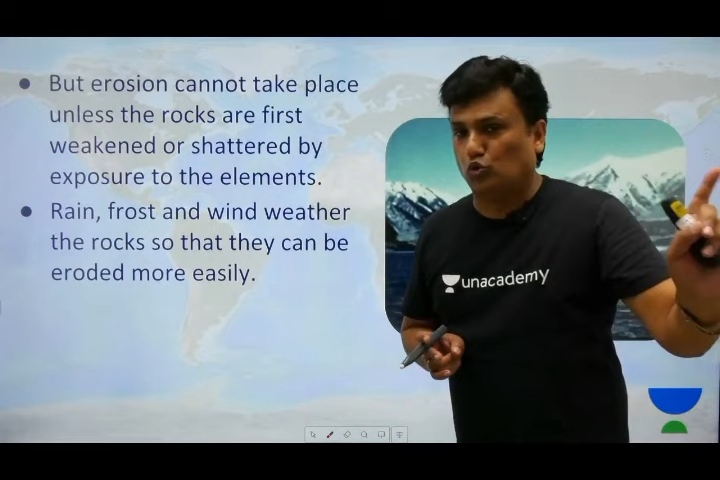 But erosion cannot take place
unless the rocks are first
weakened or shattered by
exposure to the elements.
Rain, frost and wind weather
the rocks so that they can be
eroded more easily.
unacademy